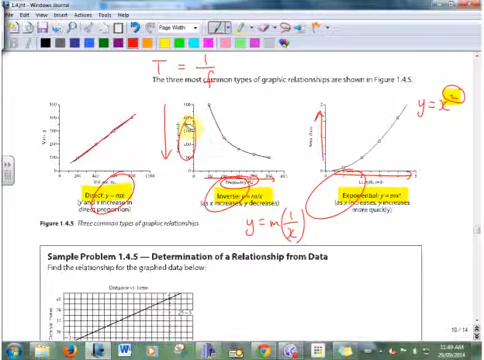 1.4.jnt - Windows Journal
File Edit View Insert Actions Tools Help
Page Width
T = 1/f
The three most common types of graphic relationships are shown in Figure 1.4.5.
y = x²
Direct: y = mx
(y and x increase in
direct proportion)
Inverse: y = m/x
(as x increases, y decreases)
Exponential: y = mx²
(as x increases, y increases
more quickly)
y = m(1/x)
Figure 1.4.5 Three common types of graphic relationships
Sample Problem 1.4.5 – Determination of a Relationship from Data
Find the relationship for the graphed data below:
Distance vs Time
10 / 14
11:49 AM